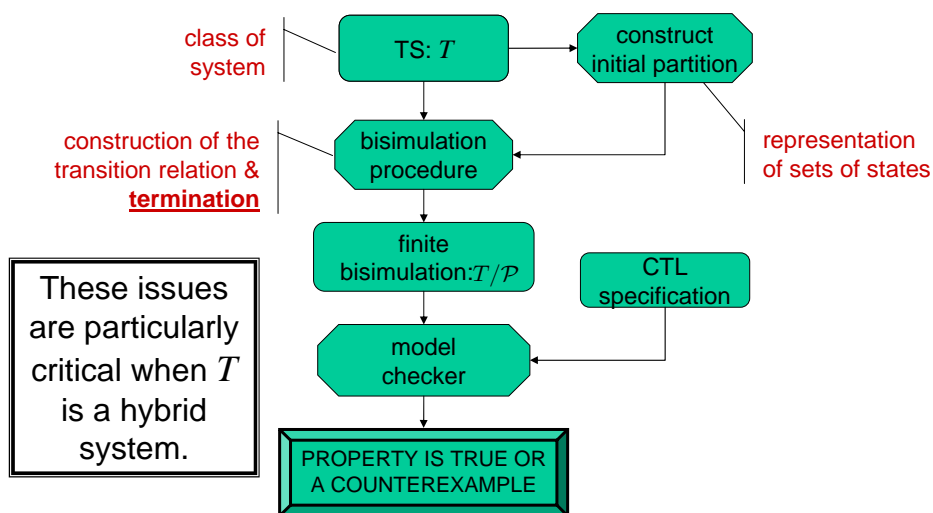 class of
system
TS: T
construct
initial partition
construction of the
transition relation &
termination
bisimulation
procedure
representation
of sets of states
finite
bisimulation:T/P
CTL
specification
These issues
are particularly
critical when T
is a hybrid
system.
model
checker
PROPERTY IS TRUE OR
A COUNTEREXAMPLE